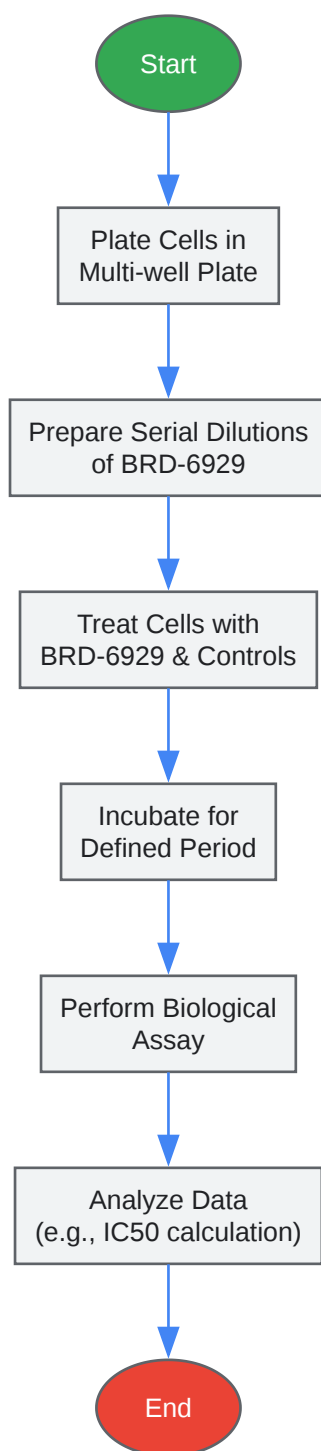 Start
Plate Cells in
Multi-well Plate
Prepare Serial Dilutions
of BRD-6929
Treat Cells with
BRD-6929 & Controls
Incubate for
Defined Period
Perform Biological
Assay
Analyze Data
(e.g., IC50 calculation)
End